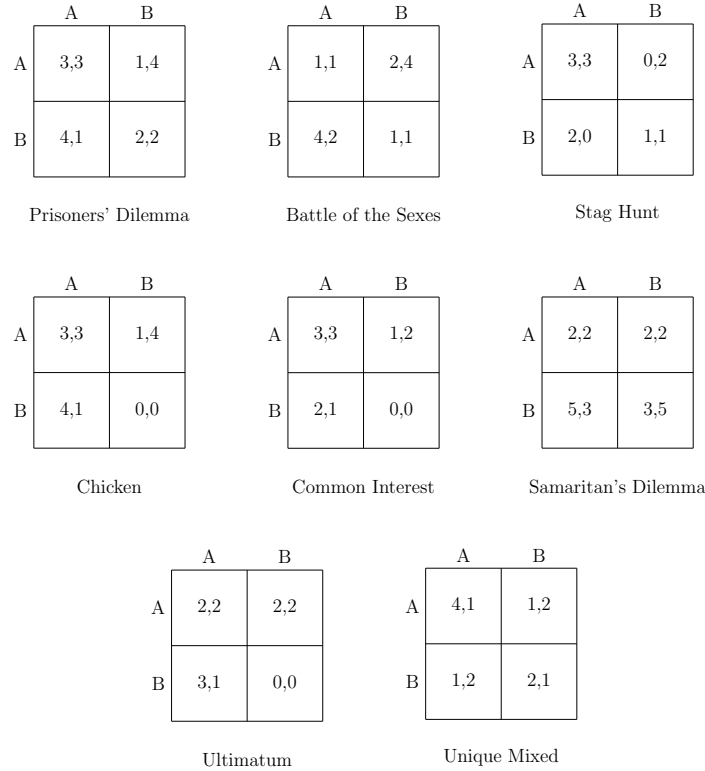 A B
A 3,3 1,4
B 4,1 2,2
Prisoners' Dilemma
A B
A 1,1 2,4
B 4,2 1,1
Battle of the Sexes
A B
A 3,3 0,2
B 2,0 1,1
Stag Hunt
A B
A 3,3 1,4
B 4,1 0,0
Chicken
A B
A 3,3 1,2
B 2,1 0,0
Common Interest
A B
A 2,2 2,2
B 5,3 3,5
Samaritan's Dilemma
A B
A 2,2 2,2
B 3,1 0,0
Ultimatum
A B
A 4,1 1,2
B 1,2 2,1
Unique Mixed